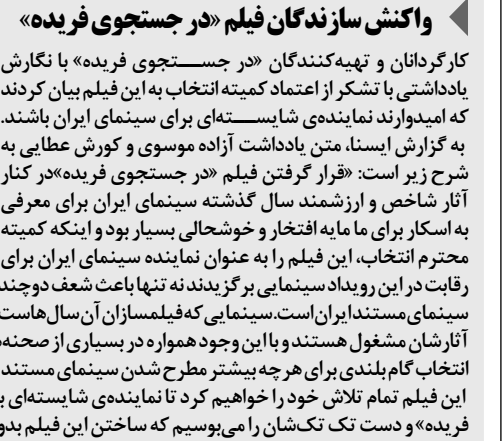 واکنش سازندگان فیلم «در جستجوی فریده»
کارگردانان و تهیه‌کنندگان «در جســـتجوی فریده» با نگارش
یادداشتی با تشکر از اعتماد کمیته انتخاب به این فیلم بیان کردند
که امیدوارند نماینده‌ی شایســـته‌ای برای سینمای ایران باشند.
به گزارش ایسنا، متن یادداشت آزاده موسوی و کورش عطایی به
شرح زیر است: «قرار گرفتن فیلم «در جستجوی فریده»در کنار
آثار شاخص و ارزشمند سال گذشته سینمای ایران برای معرفی
به اسکار برای ما مایه افتخار و خوشحالی بسیار بود و اینکه کمیته
محترم انتخاب، این فیلم را به عنوان نماینده سینمای ایران برای
رقابت در این رویداد سینمایی برگزیدند نه تنها باعث شعف دوچند
سینمای مستند ایران است.سینمایی که فیلمسازان آن سال هاست
آثارشان مشغول هستند و با این وجود همواره در بسیاری از صحنه
انتخاب گام بلندی برای هرچه بیشتر مطرح شدن سینمای مستند
این فیلم تمام تلاش خود را خواهیم کرد تا نماینده‌ی شایسته‌ای
فریده» و دست تک تک‌شان را می‌بوسیم که ساختن این فیلم بدو